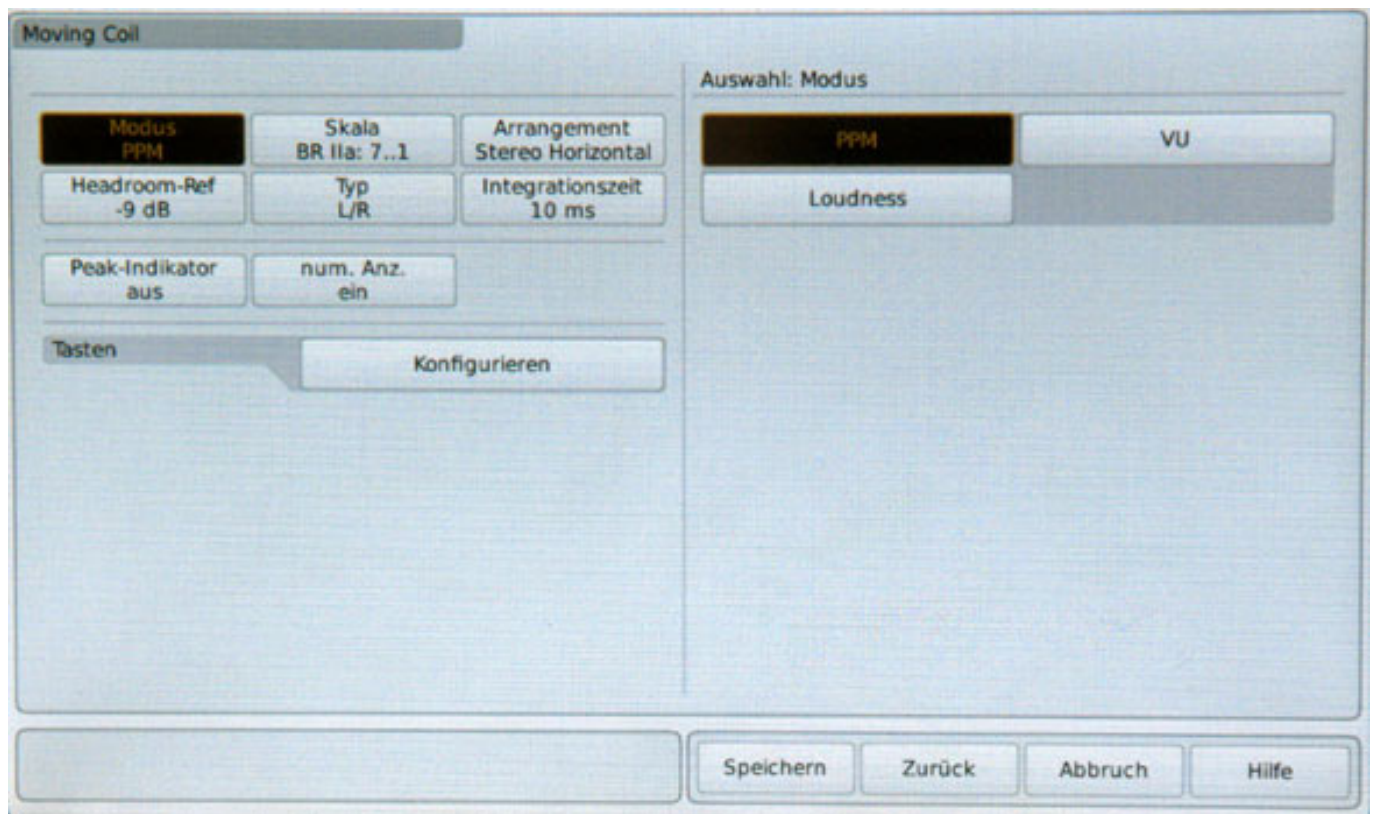 Moving Coil
Auswahl: Modus
Modus
PPM
Skala
BR IIa: 7..1
Arrangement
Stereo Horizontal
Headroom-Ref
-9 dB
Typ
L/R
Integrationszeit
10 ms
Peak-Indikator
aus
num. Anz.
ein
Tasten
Konfigurieren
PPM
VU
Loudness
Speichern
Zurück
Abbruch
Hilfe